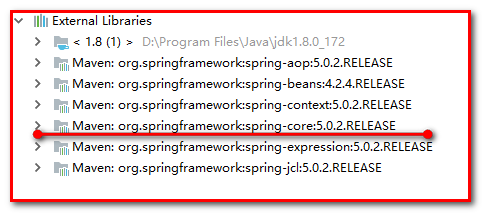 External Libraries
< 1.8 (1) > D:\Program Files\Java\jdk1.8.0_172
Maven: org.springframework:spring-aop:5.0.2.RELEASE
Maven: org.springframework:spring-beans:4.2.4.RELEASE
Maven: org.springframework:spring-context:5.0.2.RELEASE
Maven: org.springframework:spring-core:5.0.2.RELEASE
Maven: org.springframework:spring-expression:5.0.2.RELEASE
Maven: org.springframework:spring-jcl:5.0.2.RELEASE